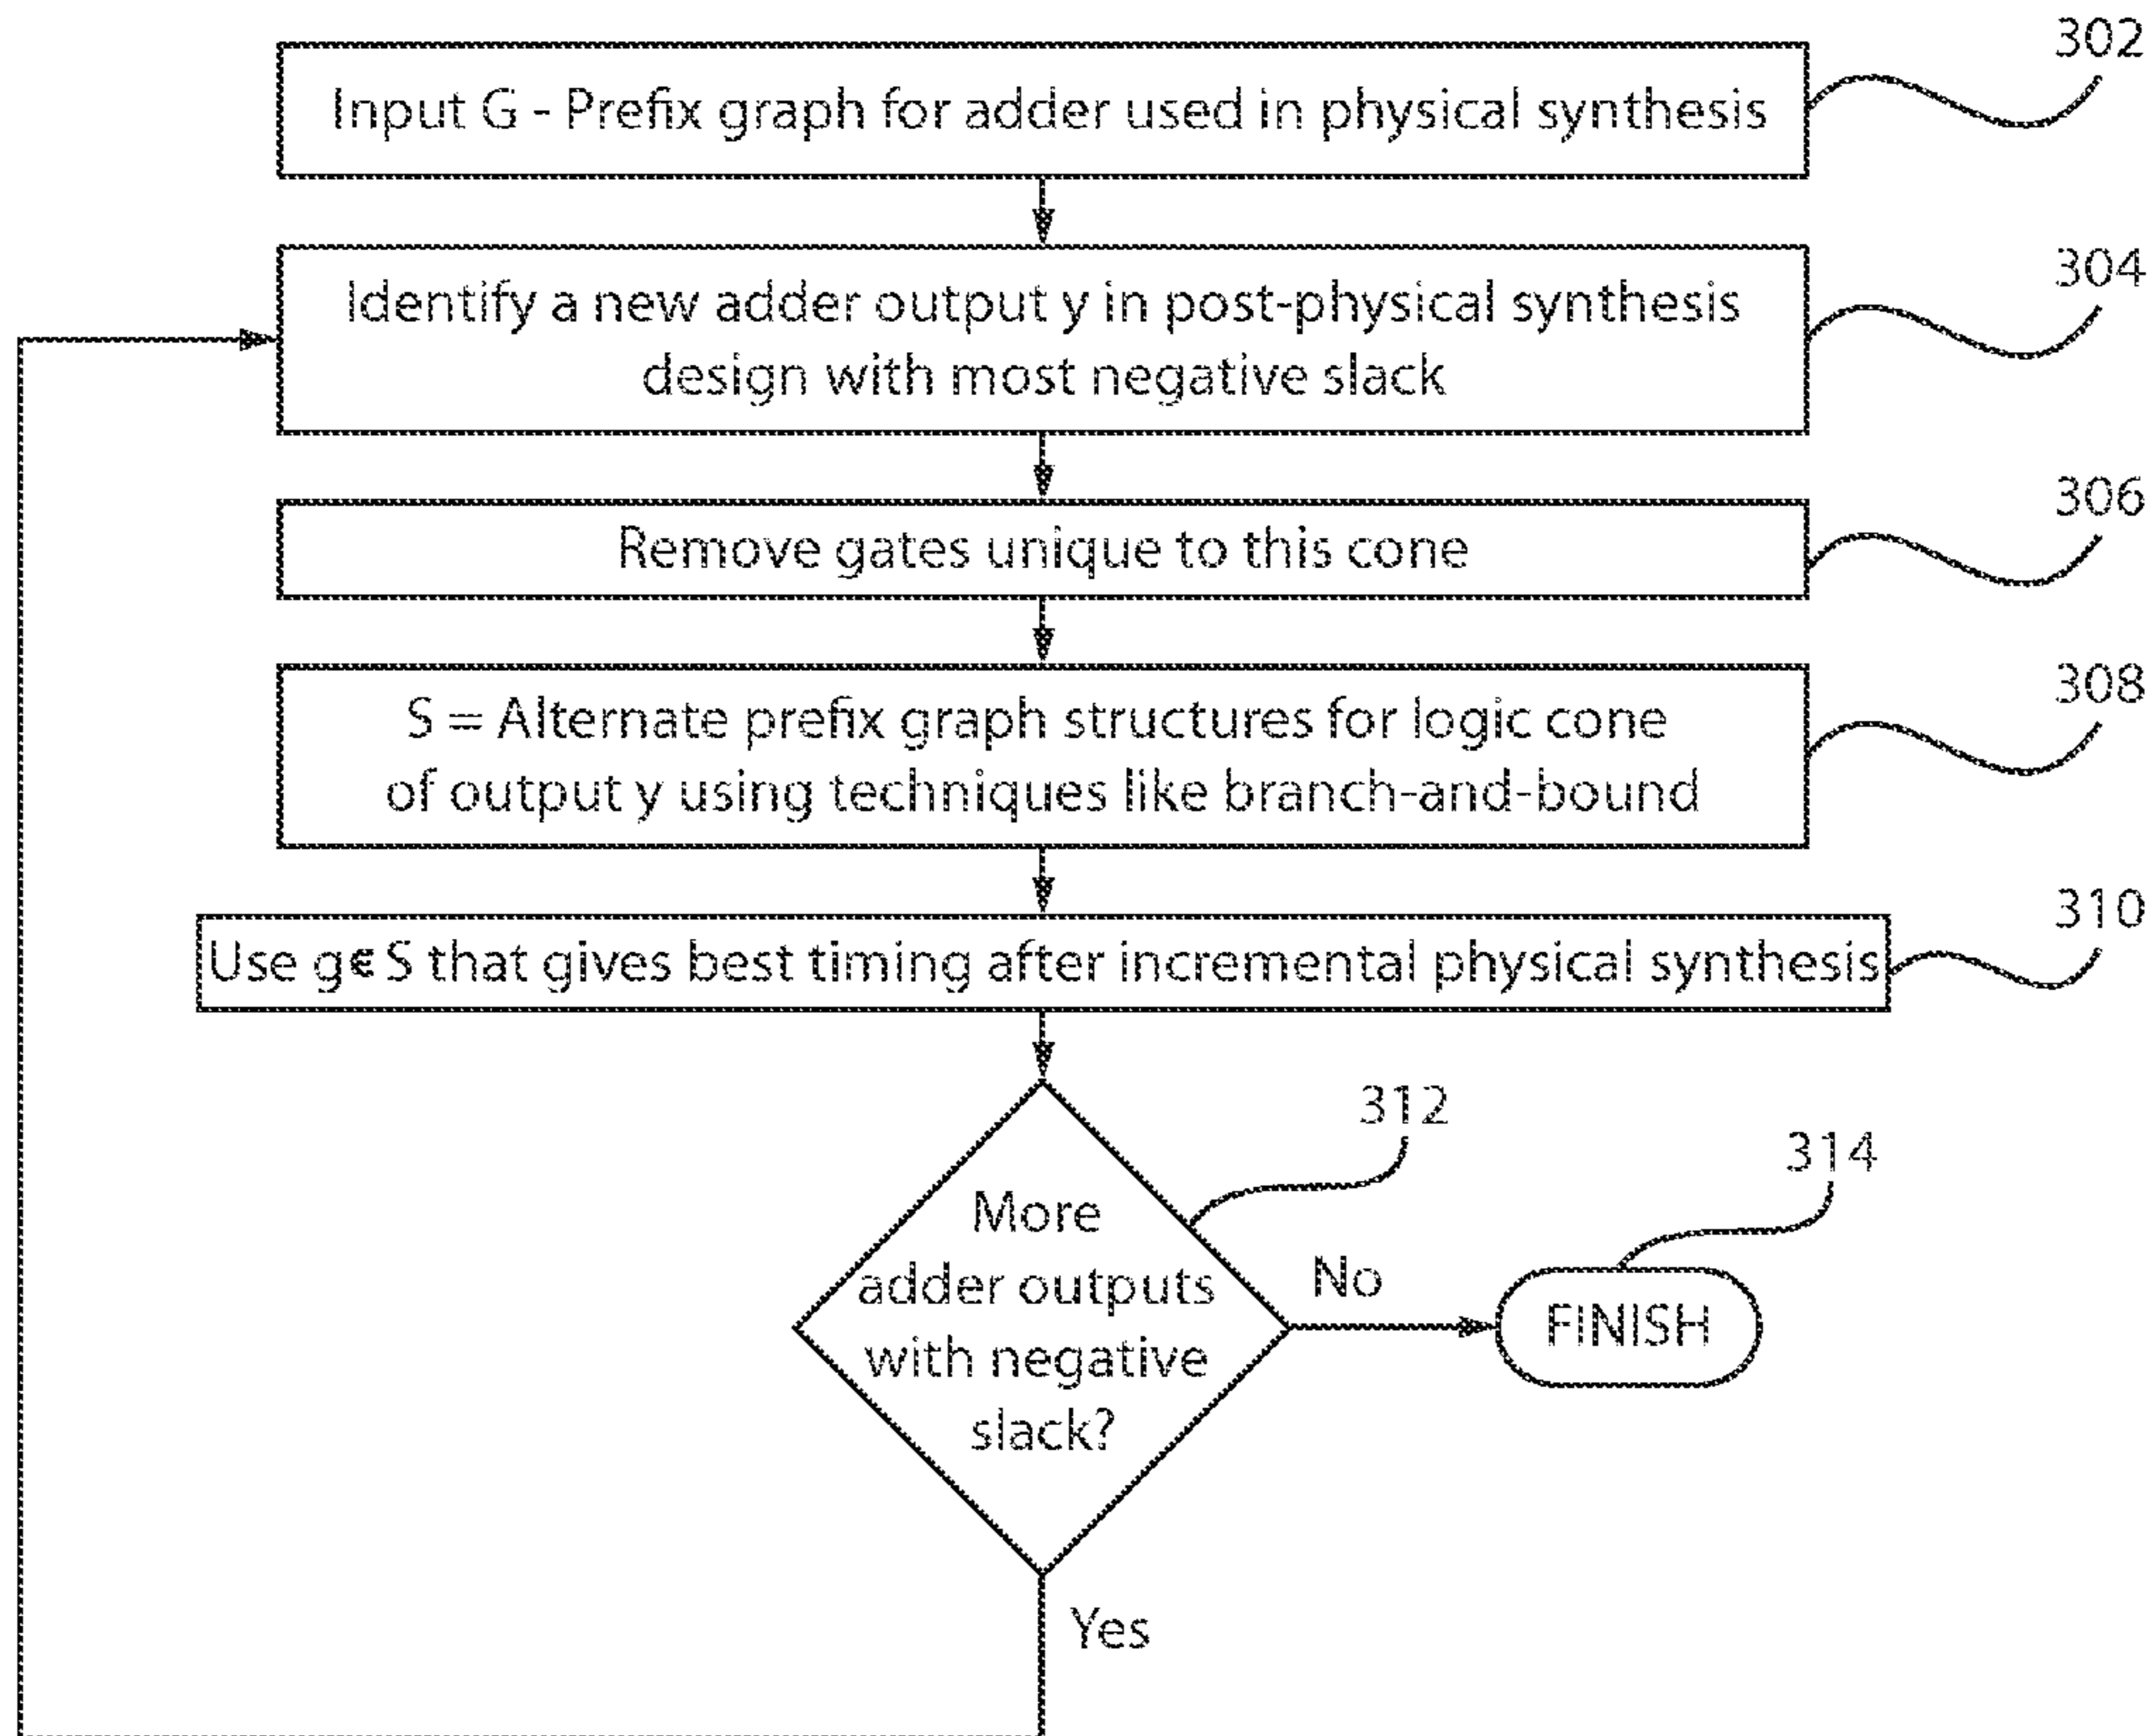 302
Input G - Prefix graph for adder used in physical synthesis
304
Identify a new adder output y in post-physical synthesis
design with most negative slack
306
Remove gates unique to this cone
308
S = Alternate prefix graph structures for logic cone
of output y using techniques like branch-and-bound
310
Use g∈S that gives best timing after incremental physical synthesis
312
314
More
adder outputs
with negative
slack?
No
FINISH
Yes